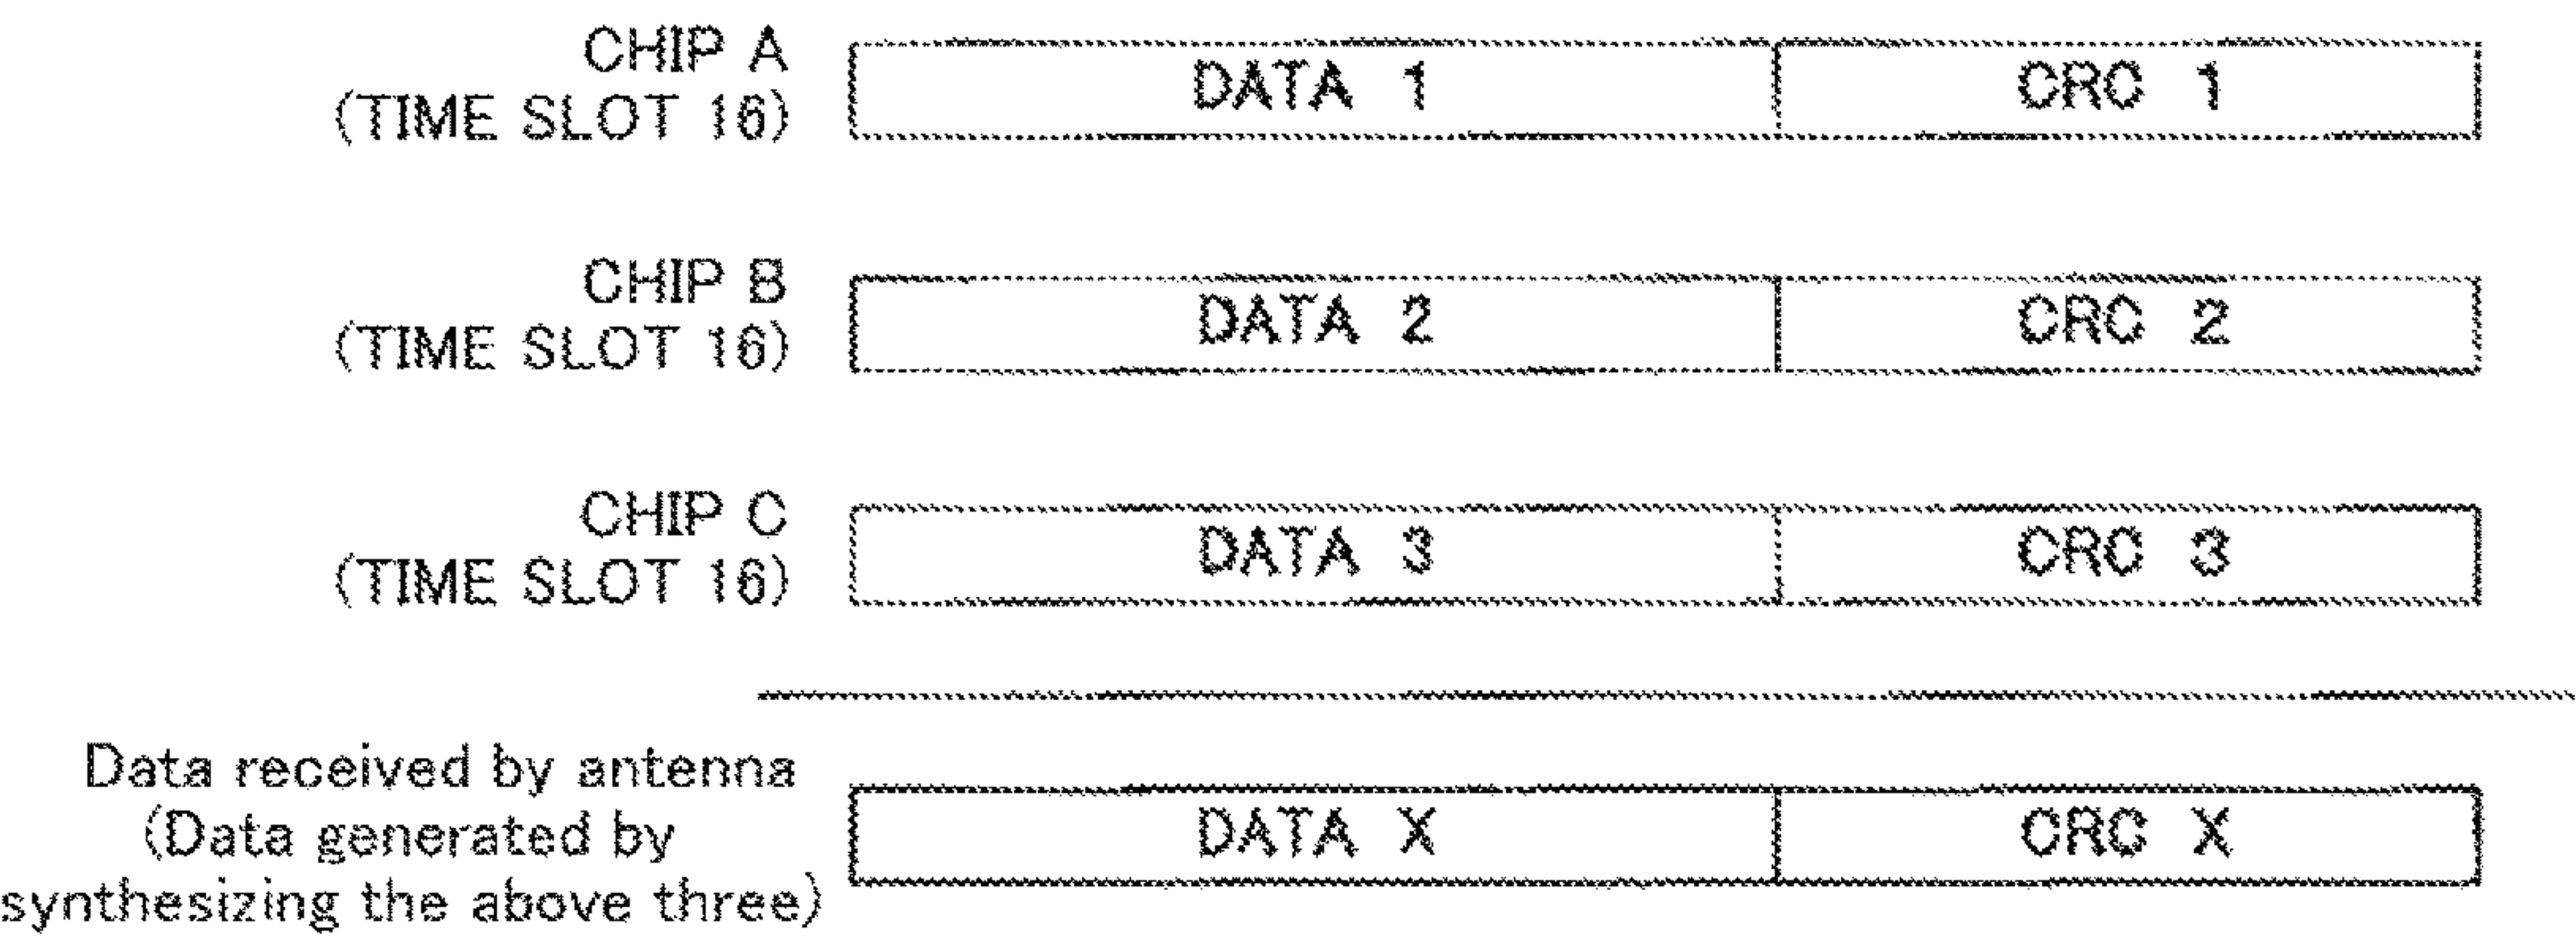 CHIP A
(TIME SLOT 16)
DATA 1
CRC 1
CHIP B
(TIME SLOT 16)
DATA 2
CRC 2
CHIP C
(TIME SLOT 16)
DATA 3
CRC 3
Data received by antenna
(Data generated by
synthesizing the above three)
DATA X
CRC X